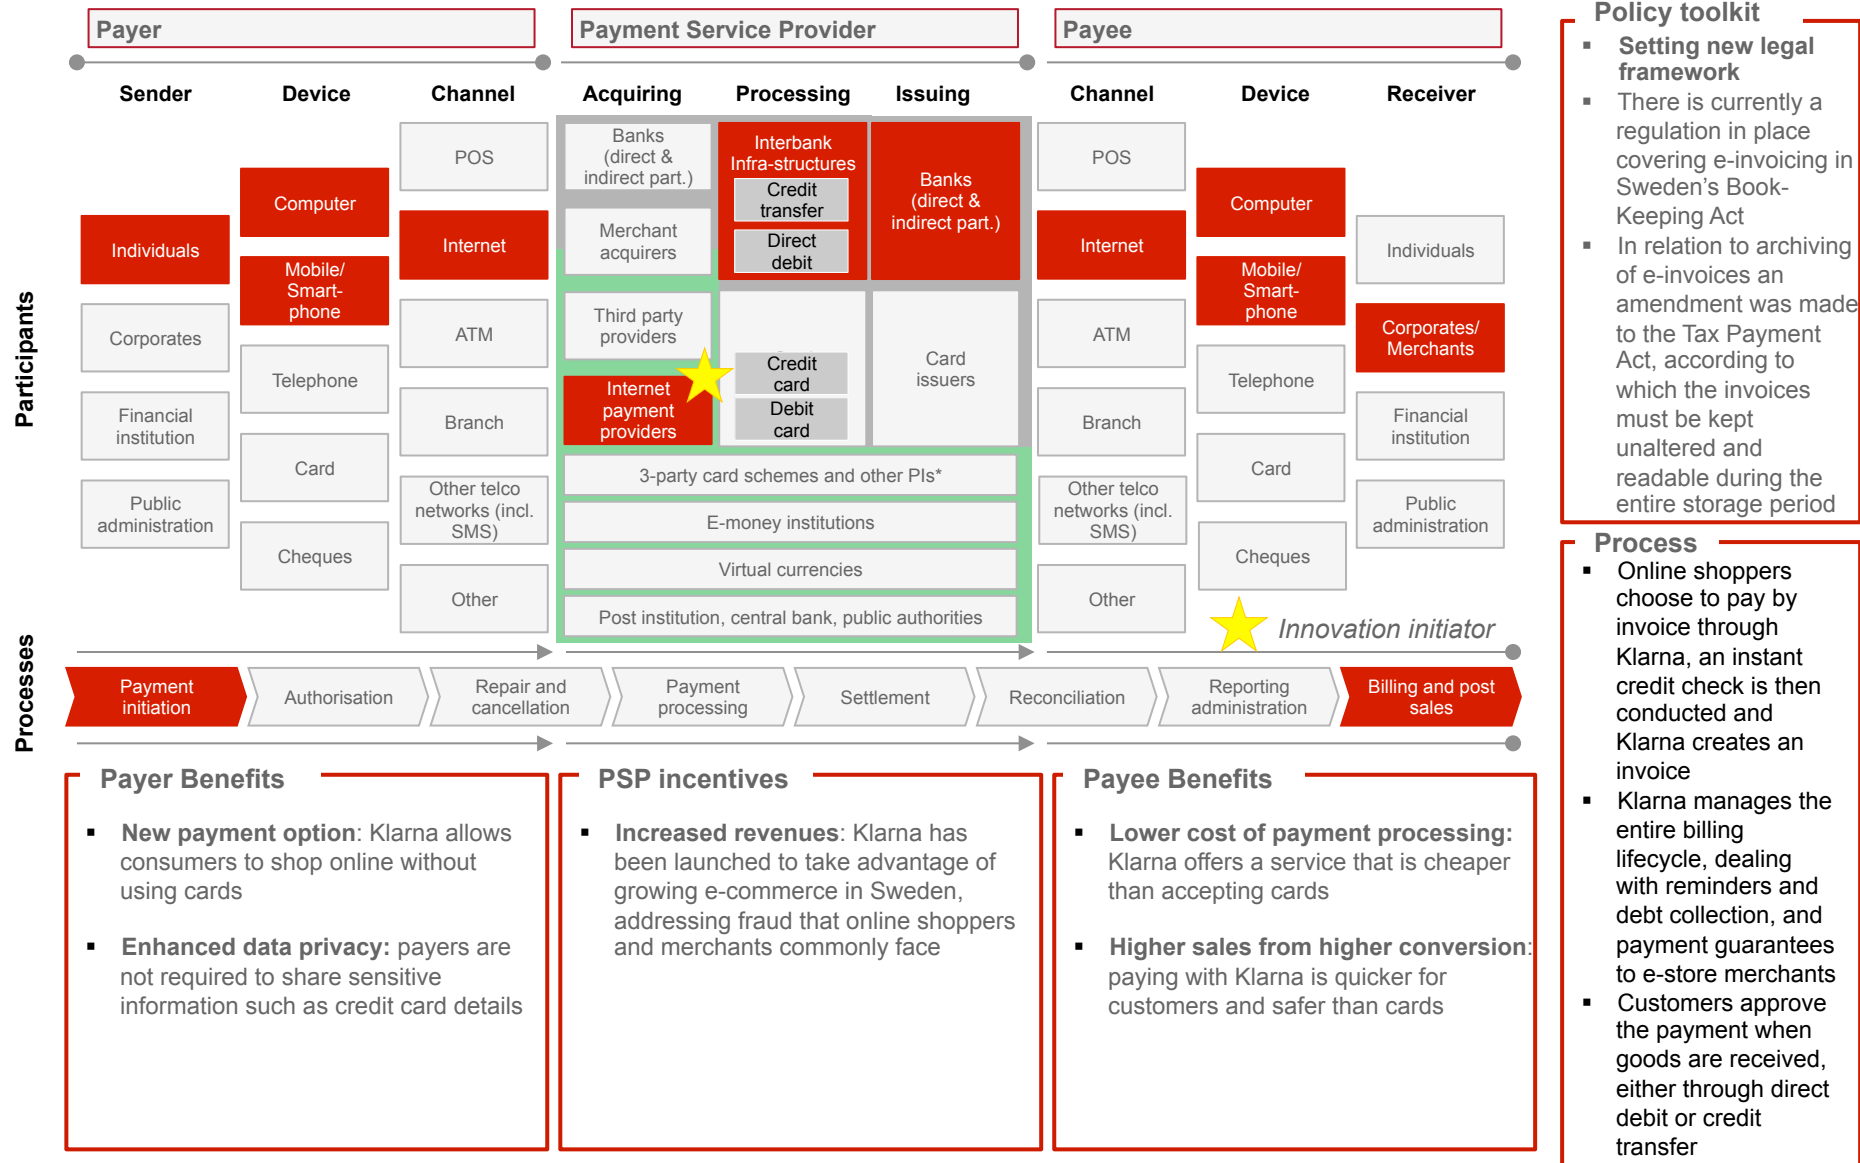 Payer
Payment Service Provider
Payee
Sender
Device
Channel
Acquiring
Processing
Issuing
Channel
Device
Receiver
Participants
Individuals
Corporates
Financial
institution
Public
administration
Computer
Mobile/
Smart-
phone
Telephone
Card
Cheques
POS
Internet
ATM
Branch
Other telco
networks (incl.
SMS)
Other
Banks
(direct &
indirect part.)
Merchant
acquirers
Third party
providers
Internet
payment
providers
Interbank
Infra-structures
Credit
transfer
Direct
debit
Credit
card
Debit
card
Banks
(direct &
indirect part.)
Card
issuers
3-party card schemes and other PIs*
E-money institutions
Virtual currencies
Post institution, central bank, public authorities
POS
Internet
ATM
Branch
Other telco
networks (incl.
SMS)
Other
Computer
Mobile/
Smart-
phone
Telephone
Card
Cheques
Individuals
Corporates/
Merchants
Financial
institution
Public
administration
Innovation initiator
Processes
Payment
initiation
Authorisation
Repair and
cancellation
Payment
processing
Settlement
Reconciliation
Reporting
administration
Billing and post
sales
Payer Benefits
▪ New payment option: Klarna allows
consumers to shop online without
using cards
▪ Enhanced data privacy: payers are
not required to share sensitive
information such as credit card details
PSP incentives
▪ Increased revenues: Klarna has
been launched to take advantage of
growing e-commerce in Sweden,
addressing fraud that online shoppers
and merchants commonly face
Payee Benefits
▪ Lower cost of payment processing:
Klarna offers a service that is cheaper
than accepting cards
▪ Higher sales from higher conversion:
paying with Klarna is quicker for
customers and safer than cards
Policy toolkit
▪ Setting new legal
framework
▪ There is currently a
regulation in place
covering e-invoicing in
Sweden's Book-
Keeping Act
▪ In relation to archiving
of e-invoices an
amendment was made
to the Tax Payment
Act, according to
which the invoices
must be kept
unaltered and
readable during the
entire storage period
Process
▪ Online shoppers
choose to pay by
invoice through
Klarna, an instant
credit check is then
conducted and
Klarna creates an
invoice
▪ Klarna manages the
entire billing
lifecycle, dealing
with reminders and
debt collection, and
payment guarantees
to e-store merchants
▪ Customers approve
the payment when
goods are received,
either through direct
debit or credit
transfer